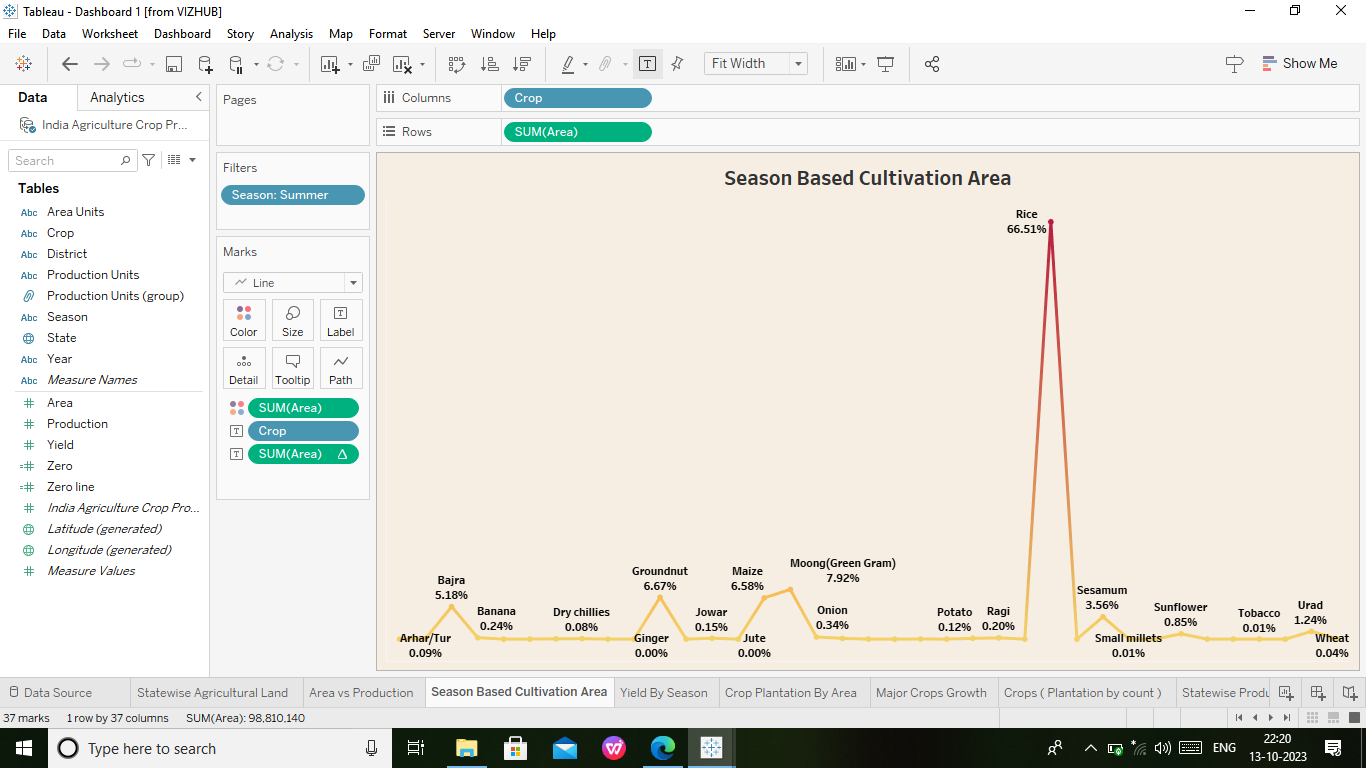 Tableau - Dashboard 1 [from VIZHUB]
File Data Worksheet Dashboard Story Analysis Map Format Server Window Help
T Fit Width Show Me
Data Analytics
India Agriculture Crop Pr...
Search
Tables
Abc Area Units
Abc Crop
Abc District
Abc Production Units
Production Units (group)
Abc Season
State
Abc Year
Abc Measure Names
# Area
# Production
# Yield
=# Zero
=# Zero line
# India Agriculture Crop Pro...
Latitude (generated)
Longitude (generated)
# Measure Values
Pages
Filters
Season: Summer
Marks
Line
Color Size Label
Detail Tooltip Path
SUM(Area)
Crop
SUM(Area) Δ
Columns Crop
Rows SUM(Area)
Season Based Cultivation Area
Arhar/Tur
0.09%
Bajra
5.18%
Banana
0.24%
Dry chillies
0.08%
Ginger
0.00%
Groundnut
6.67%
Jowar
0.15%
Jute
0.00%
Maize
6.58%
Moong(Green Gram)
7.92%
Onion
0.34%
Potato
0.12%
Ragi
0.20%
Rice
66.51%
Sesamum
3.56%
Small millets
0.01%
Sunflower
0.85%
Tobacco
0.01%
Urad
1.24%
Wheat
0.04%
Data Source Statewise Agricultural Land Area vs Production Season Based Cultivation Area Yield By Season Crop Plantation By Area Major Crops Growth Crops ( Plantation by count ) Statewise Produ
37 marks 1 row by 37 columns SUM(Area): 98,810,140
Type here to search
ENG
22:20
13-10-2023